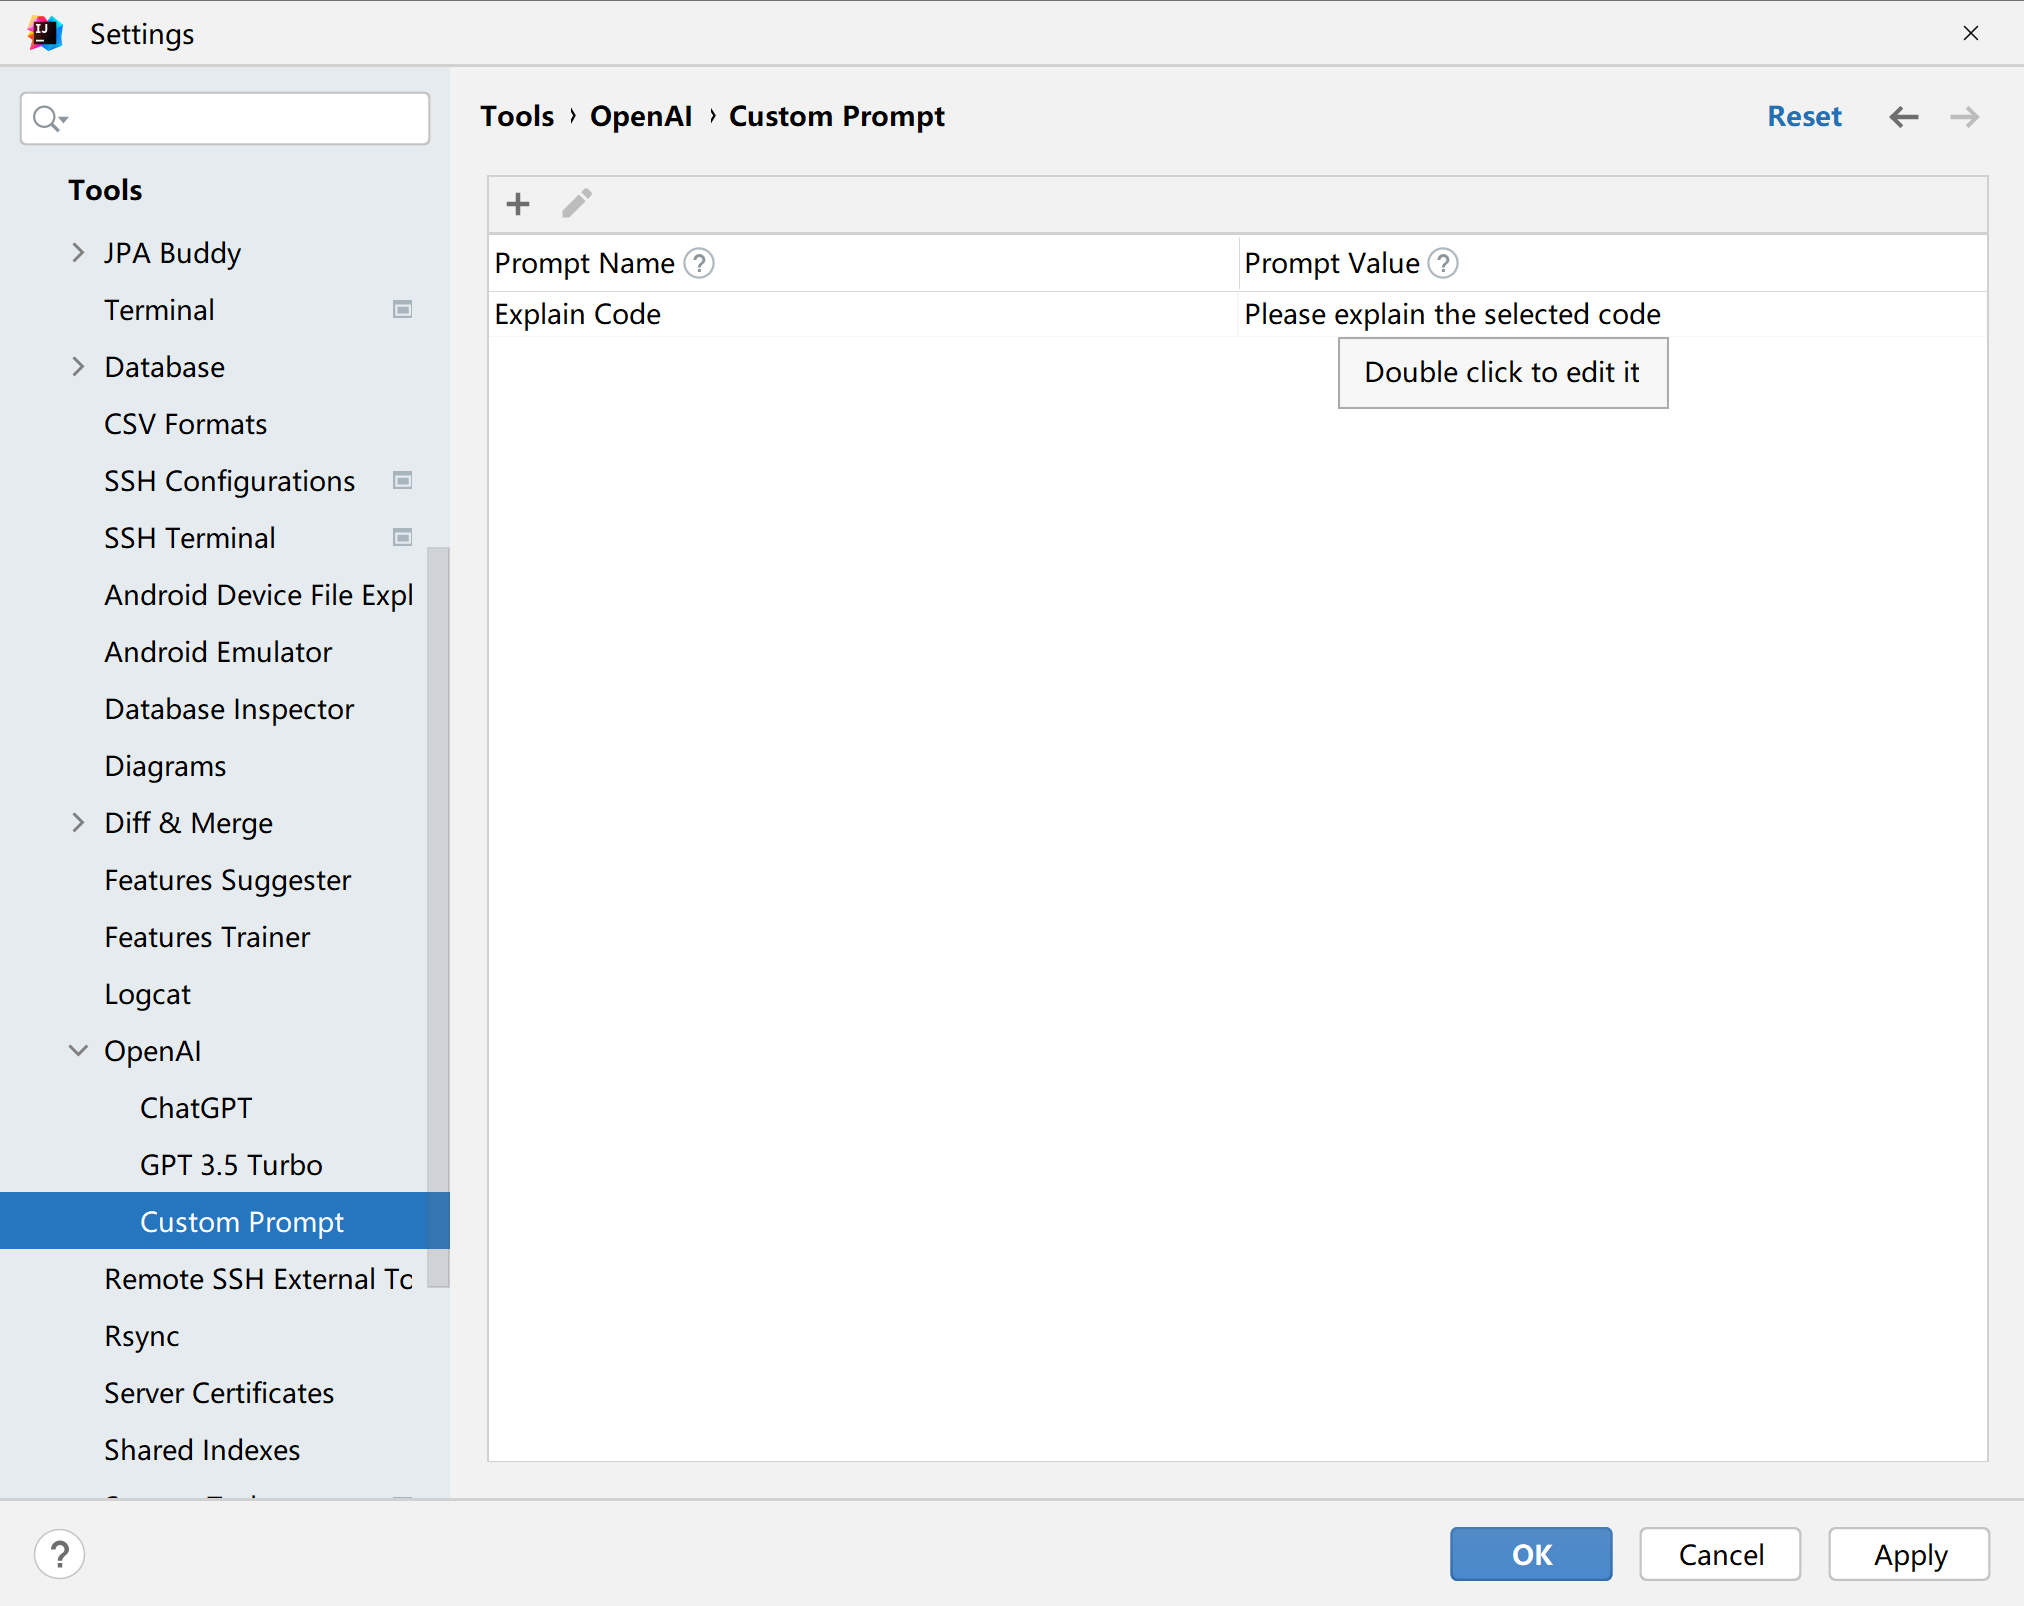 Settings
Tools › OpenAI › Custom Prompt
Reset
Tools
JPA Buddy
Terminal
Database
CSV Formats
SSH Configurations
SSH Terminal
Android Device File Expl
Android Emulator
Database Inspector
Diagrams
Diff & Merge
Features Suggester
Features Trainer
Logcat
OpenAI
ChatGPT
GPT 3.5 Turbo
Custom Prompt
Remote SSH External To
Rsync
Server Certificates
Shared Indexes
Prompt Name ? Prompt Value ?
Explain Code Please explain the selected code
Double click to edit it
? OK Cancel Apply